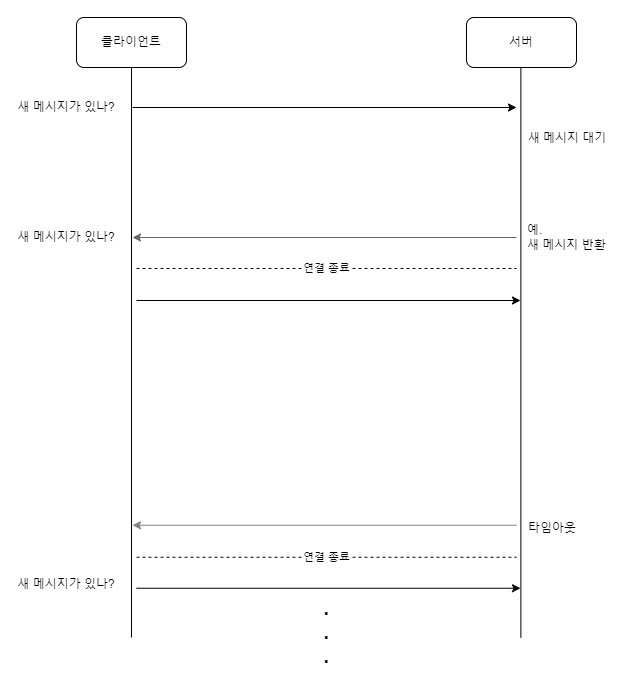 클라이언트
서버
새 메시지가 있나?
새 메시지 대기
새 메시지가 있나?
예.
새 메시지 반환
연결 종료
타임아웃
연결 종료
새 메시지가 있나?